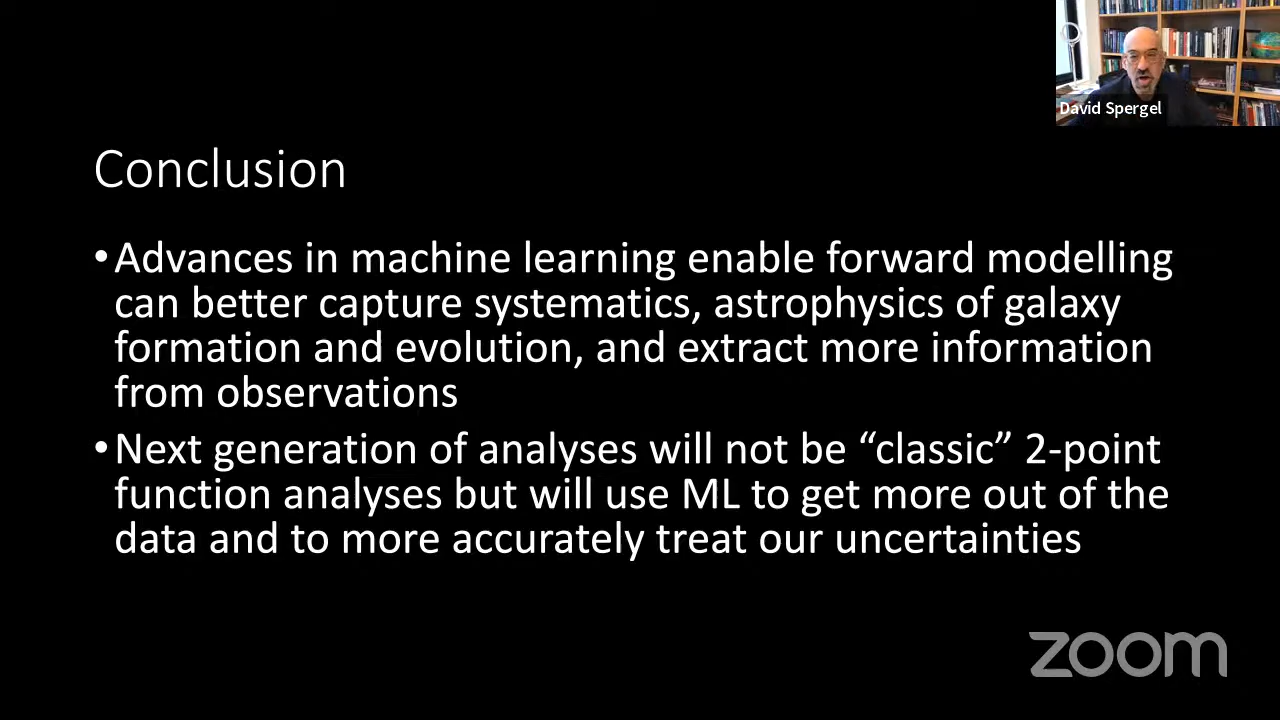 David Spergel
Conclusion
•Advances in machine learning enable forward modelling
can better capture systematics, astrophysics of galaxy
formation and evolution, and extract more information
from observations
•Next generation of analyses will not be “classic” 2-point
function analyses but will use ML to get more out of the
data and to more accurately treat our uncertainties
zoom